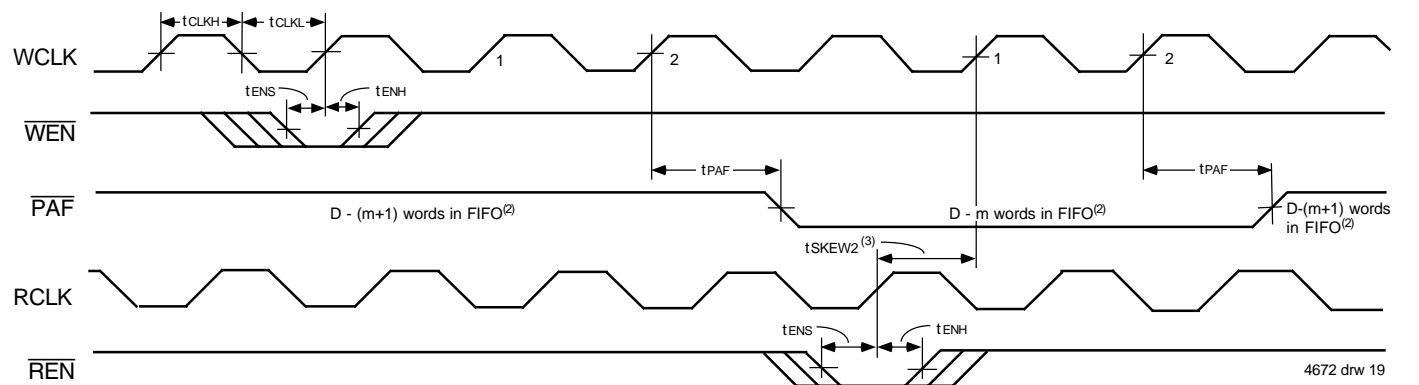 tCLKH
tCLKL
WCLK
1
2
1
2
tENS
tENH
WEN
tPAF
tPAF
PAF
D - (m+1) words in FIFO(2)
D - m words in FIFO(2)
D-(m+1) words
in FIFO(2)
tSKEW2 (3)
RCLK
tENS
tENH
REN
4672 drw 19